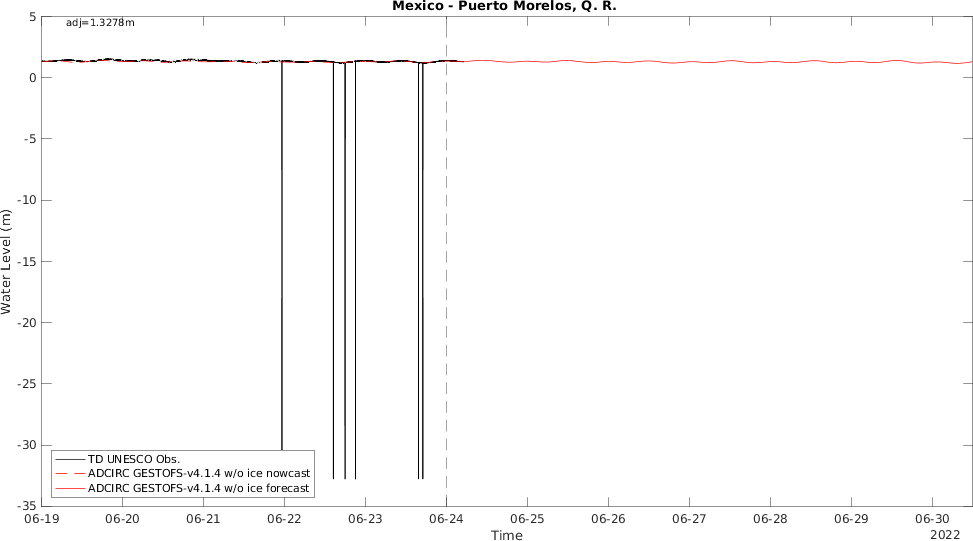 Mexico - Puerto Morelos, Q. R.
adj=1.3278m
5
0
-5
-10
-15
-20
-25
-30
-35
Water Level (m)
TD UNESCO Obs.
ADCIRC GESTOFS-v4.1.4 w/o ice nowcast
ADCIRC GESTOFS-v4.1.4 w/o ice forecast
06-19 06-20 06-21 06-22 06-23 06-24 06-25 06-26 06-27 06-28 06-29 06-30
Time
2022